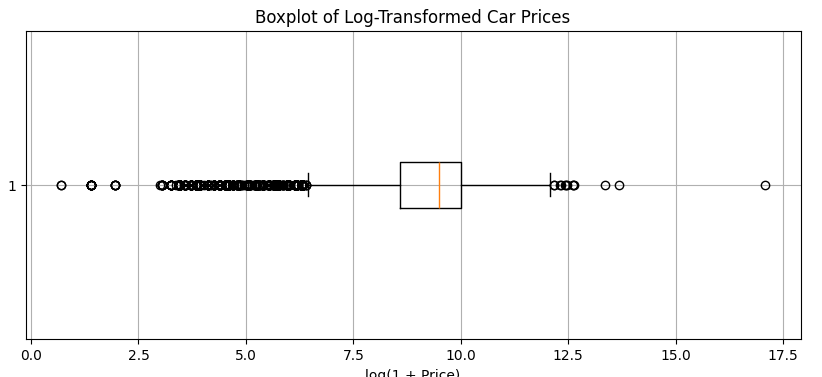 Boxplot of Log-Transformed Car Prices
1
0.0 2.5 5.0 7.5 10.0 12.5 15.0 17.5
log(1 + Price)